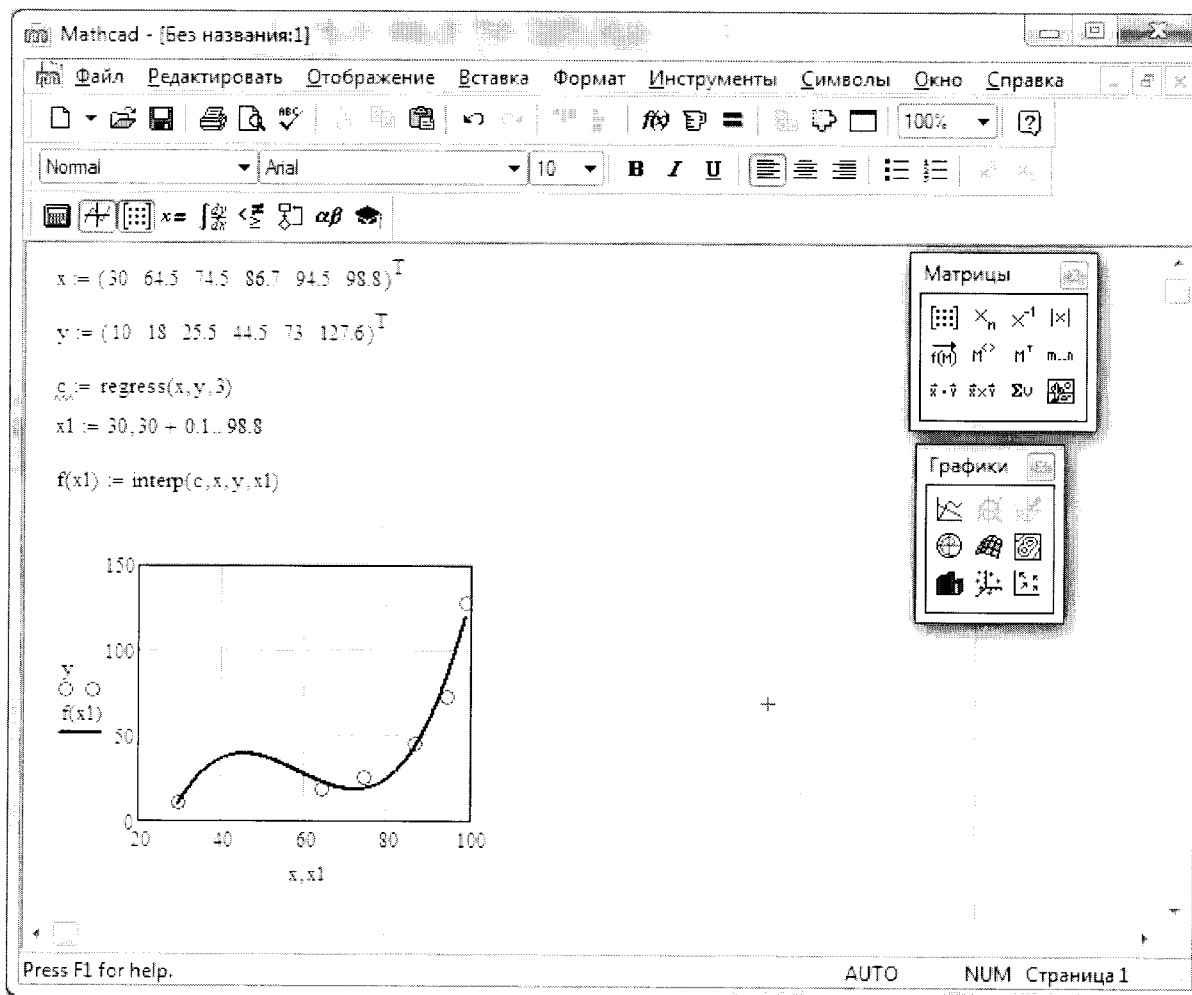 Mathcad - [Без названия:1]
Файл Редактировать Отображение Вставка Формат Инструменты Символы Окно Справка
100%
Normal Arial 10 B I U
x := (30 64.5 74.5 86.7 94.5 98.8)^T
y := (10 18 25.5 44.5 73 127.6)^T
c := regress(x,y,3)
x1 := 30,30 + 0.1.. 98.8
f(x1) := interp(c,x,y,x1)
Матрицы
Графики
150
100
50
0
y
f(x1)
20 40 60 80 100
x,x1
Press F1 for help.
AUTO NUM Страница 1